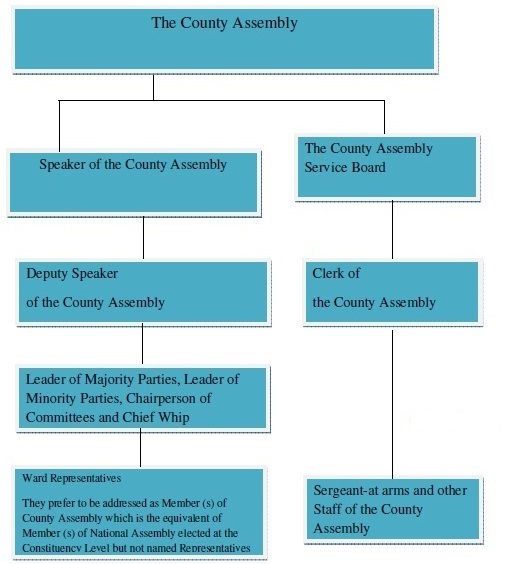 The County Assembly
Speaker of the County Assembly
The County Assembly
Service Board
Deputy Speaker
of the County Assembly
Clerk of
the County Assembly
Leader of Majority Parties, Leader of
Minority Parties, Chairperson of
Committees and Chief Whip
Ward Representatives
They prefer to be addressed as Member (s) of
County Assembly which is the equivalent of
Member (s) of National Assembly elected at the
Constituency Level but not named Representatives
Sergeant-at arms and other
Staff of the County
Assembly